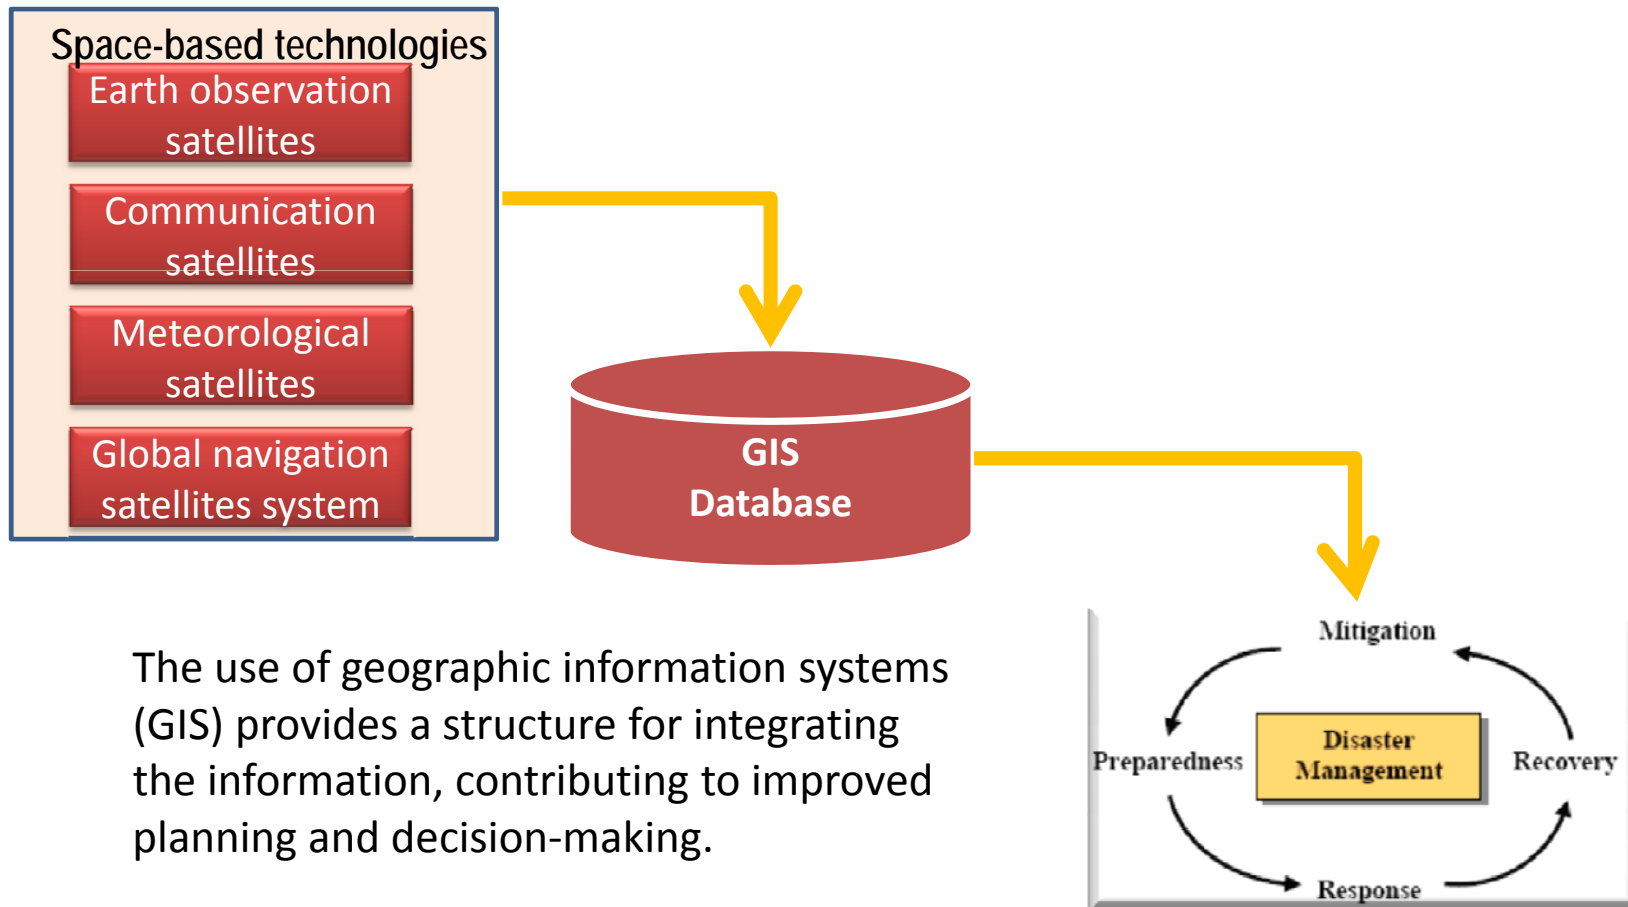 Space-based technologies
Earth observation
satellites
Communication
satellites
Meteorological
satellites
Global navigation
satellites system
GIS
Database
The use of geographic information systems
(GIS) provides a structure for integrating
the information, contributing to improved
planning and decision-making.
Mitigation
Preparedness
Disaster
Management
Recovery
Response